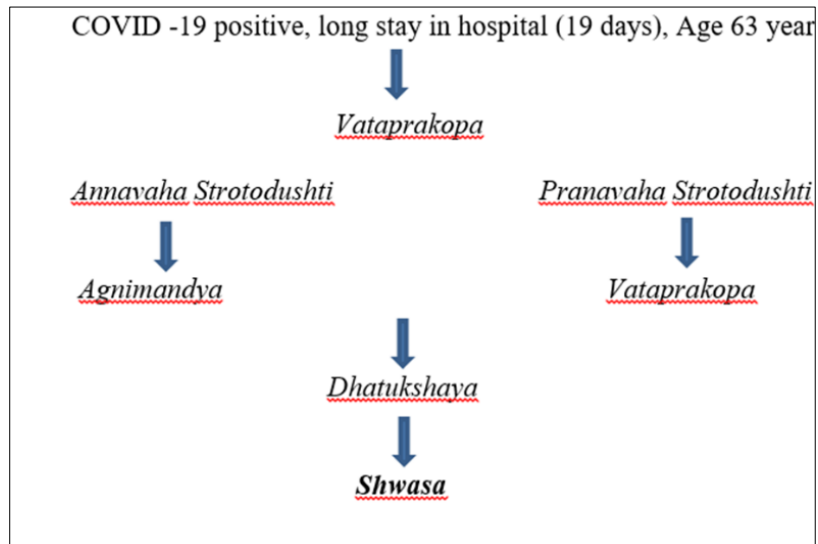 COVID -19 positive, long stay in hospital (19 days), Age 63 year
Vataprakopa
Annavaha Strotodushti Pranavaha Strotodushti
Agnimandya Vataprakopa
Dhatukshaya
Shwasa